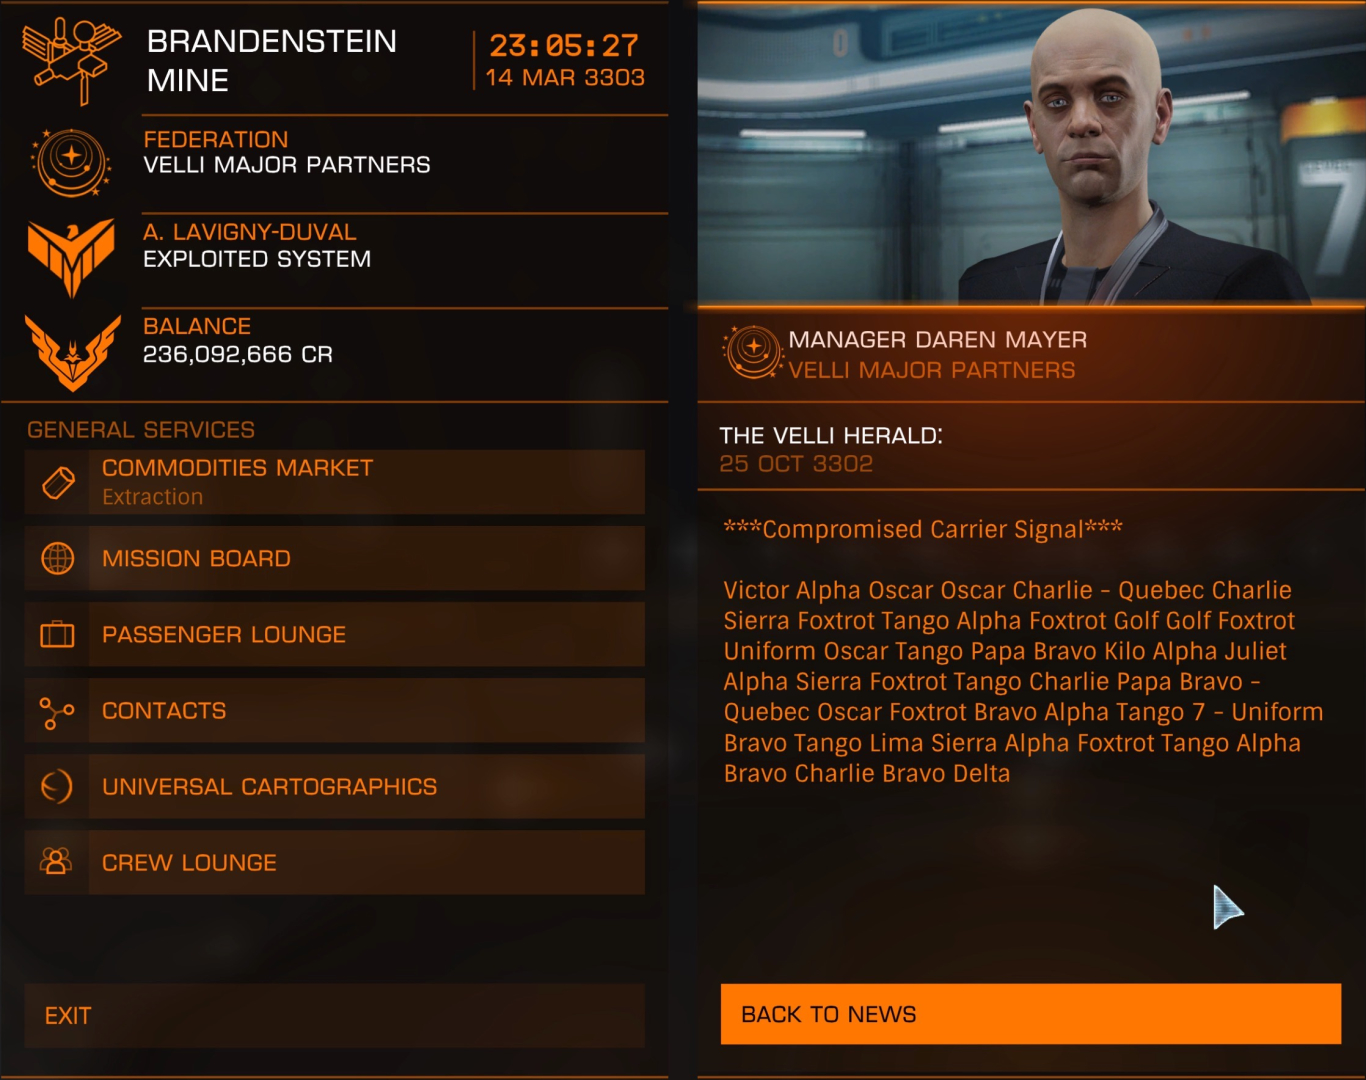 BRANDENSTEIN
MINE
23:05:27
14 MAR 3303
FEDERATION
VELLI MAJOR PARTNERS
A. LAVIGNY-DUVAL
EXPLOITED SYSTEM
BALANCE
236,092,666 CR
GENERAL SERVICES
COMMODITIES MARKET
Extraction
MISSION BOARD
PASSENGER LOUNGE
CONTACTS
UNIVERSAL CARTOGRAPHICS
CREW LOUNGE
EXIT
7
MANAGER DAREN MAYER
VELLI MAJOR PARTNERS
THE VELLI HERALD:
25 OCT 3302
***Compromised Carrier Signal***
Victor Alpha Oscar Oscar Charlie - Quebec Charlie
Sierra Foxtrot Tango Alpha Foxtrot Golf Golf Foxtrot
Uniform Oscar Tango Papa Bravo Kilo Alpha Juliet
Alpha Sierra Foxtrot Tango Charlie Papa Bravo -
Quebec Oscar Foxtrot Bravo Alpha Tango 7 - Uniform
Bravo Tango Lima Sierra Alpha Foxtrot Tango Alpha
Bravo Charlie Bravo Delta
BACK TO NEWS